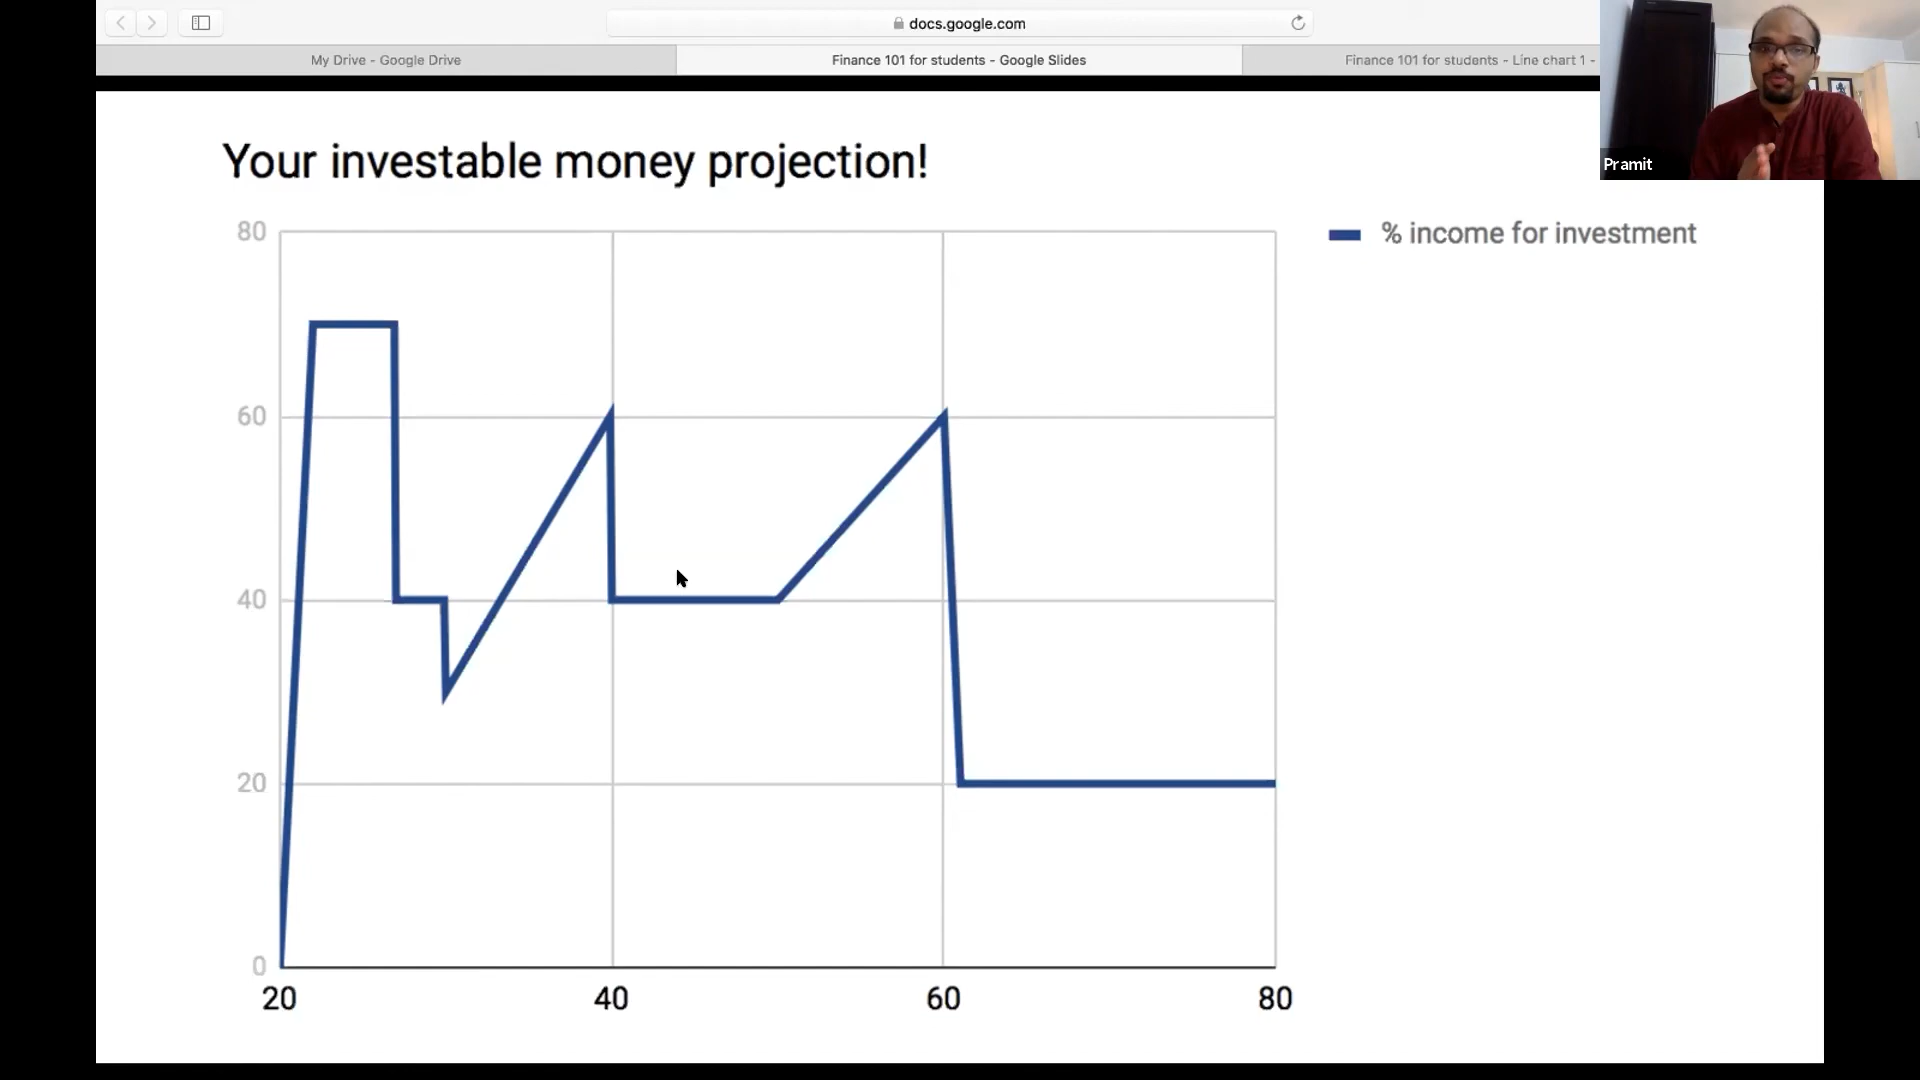 docs.google.com
My Drive - Google Drive
Finance 101 for students - Google Slides
Finance 101 for students - Line chart 1 -
Pramit
Your investable money projection!
% income for investment
80
60
40
20
0
20 40 60 80